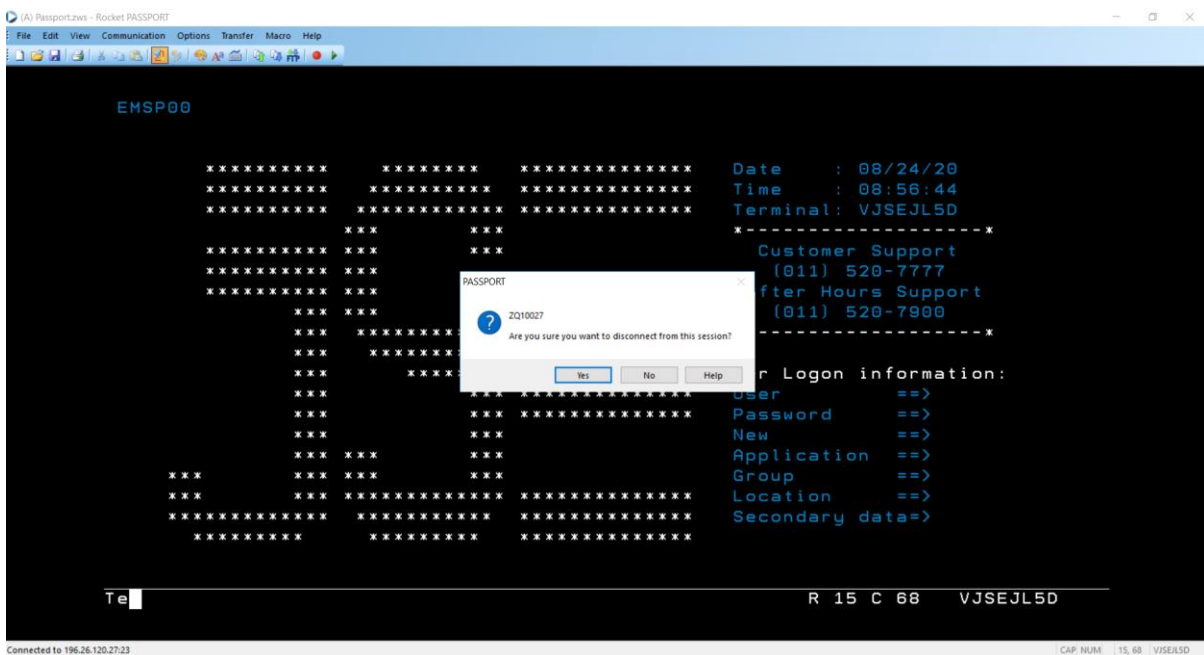 (A) Passport.zws - Rocket PASSPORT
File Edit View Communication Options Transfer Macro Help
EMSP00
********** ******** **************
Date : 08/24/20
********** ********** **************
Time : 08:56:44
********** ************ **************
Terminal: VJSEJL5D
*** ***
*--------------------*
********** *** ***
Customer Support
********** ***
(011) 520-7777
********** ***
fter Hours Support
*** ***
(011) 520-7900
PASSPORT
ZQ10027
Are you sure you want to disconnect from this session?
Yes No Help
r Logon information:
User ==>
Password ==>
New ==>
Application ==>
Group ==>
Location ==>
Secondary data=>
Te
R 15 C 68 VJSEJL5D
Connected to 196.26.120.27:23
CAP NUM 15, 68 VJSEJL5D